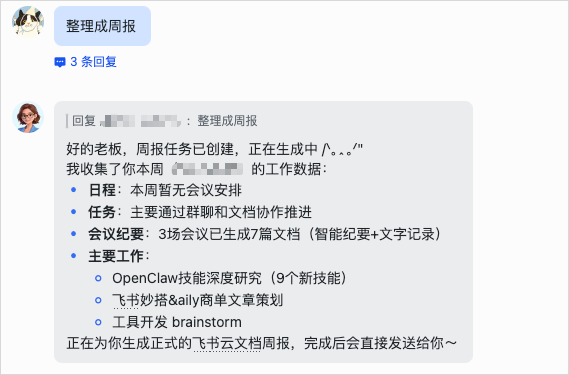 整理成周报
3 条回复
回复 ：整理成周报
好的老板，周报任务已创建，正在生成中 /ᐠ｡ꞈ｡ᐟ\
我收集了你本周 的工作数据：
• 日程：本周暂无会议安排
• 任务：主要通过群聊和文档协作推进
• 会议纪要：3场会议已生成7篇文档（智能纪要+文字记录）
• 主要工作：
○ OpenClaw技能深度研究（9个新技能）
○ 飞书妙搭&aily商单文章策划
○ 工具开发 brainstorm
正在为你生成正式的飞书云文档周报，完成后会直接发送给你～